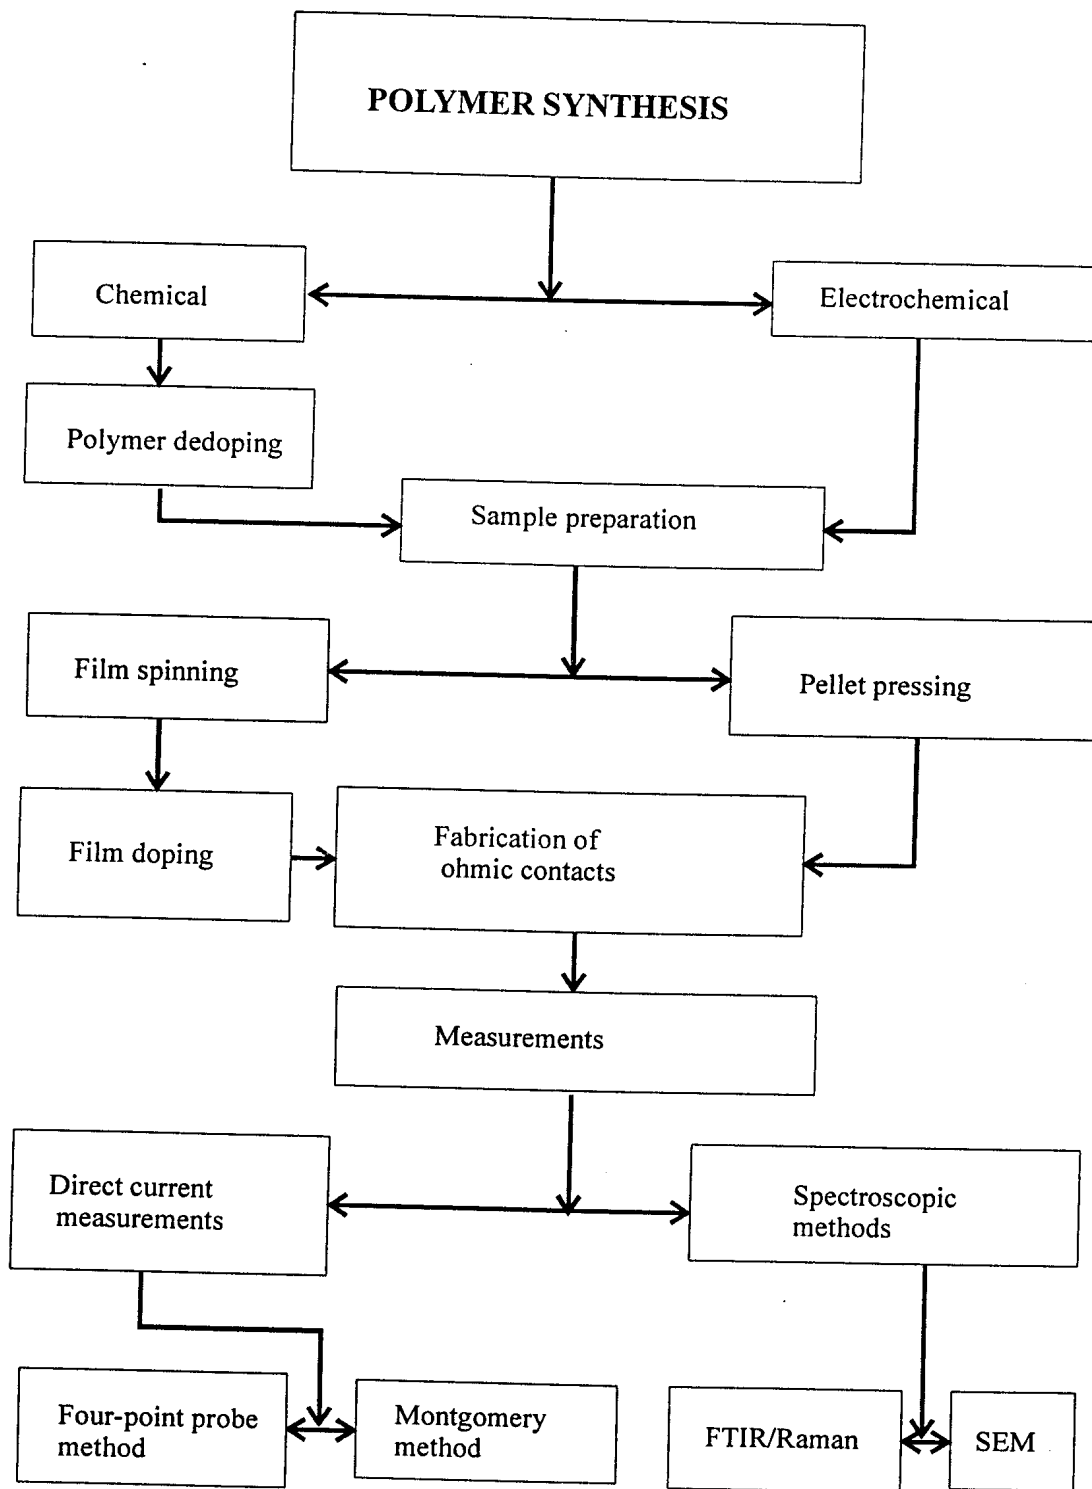 POLYMER SYNTHESIS
Chemical
Electrochemical
Polymer dedoping
Sample preparation
Film spinning
Pellet pressing
Film doping
Fabrication of
ohmic contacts
Measurements
Direct current
measurements
Spectroscopic
methods
Four-point probe
method
Montgomery
method
FTIR/Raman
SEM